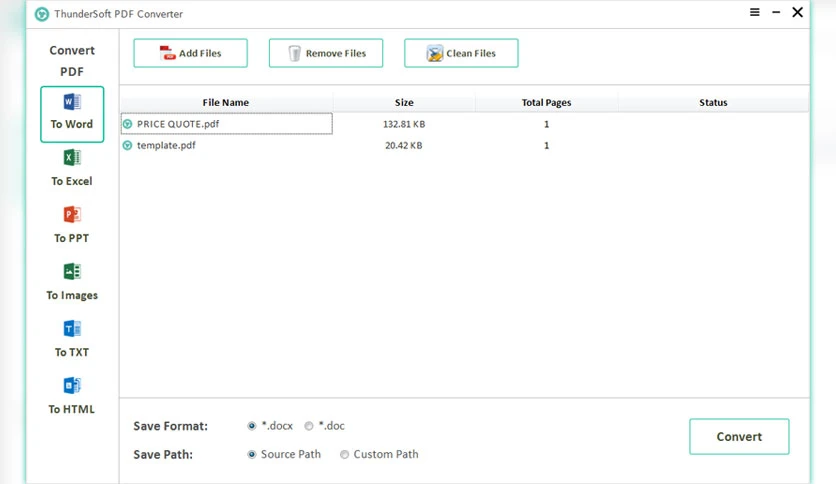 ThunderSoft PDF Converter
Convert
PDF
To Word
To Excel
To PPT
To Images
To TXT
To HTML
Add Files
Remove Files
Clean Files
File Name Size Total Pages Status
PRICE QUOTE.pdf 132.81 KB 1
template.pdf 20.42 KB 1
Save Format: *.docx *.doc
Save Path: Source Path Custom Path
Convert